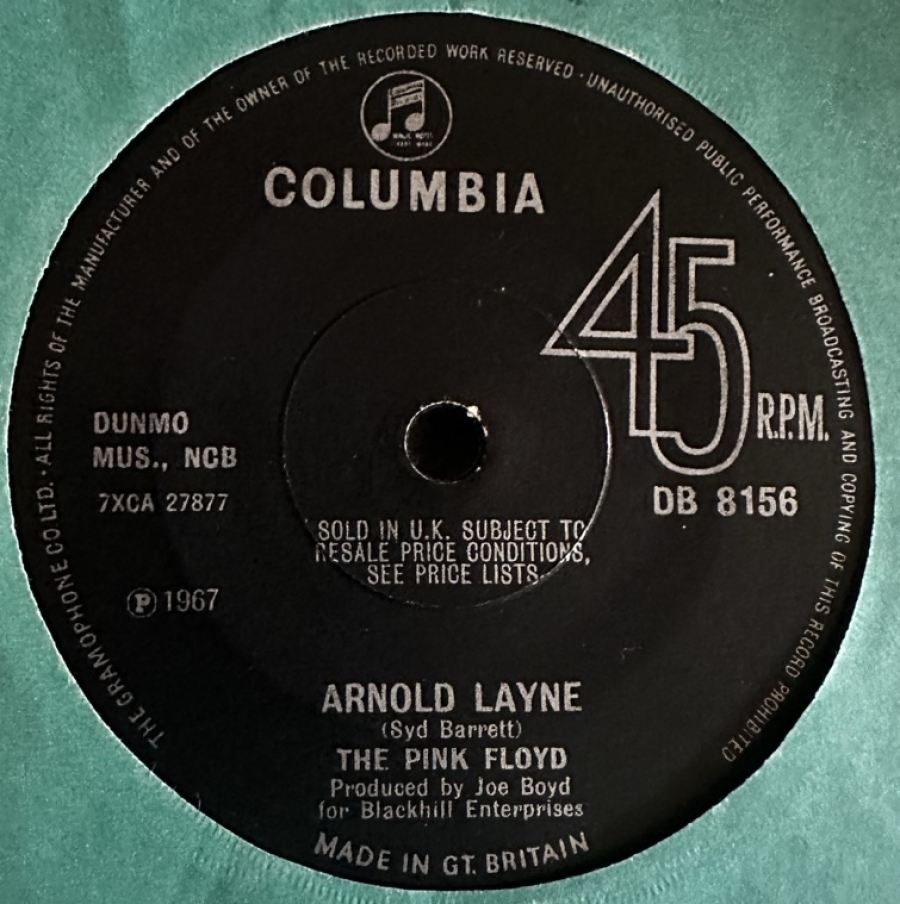 THE GRAMOPHONE CO. LTD. · ALL RIGHTS OF THE MANUFACTURER AND OF THE OWNER OF THE RECORDED WORK RESERVED · UNAUTHORISED PUBLIC PERFORMANCE BROADCASTING AND COPYING OF THIS RECORD PROHIBITED
COLUMBIA
45
R.P.M.
DB 8156
DUNMO
MUS., NCB
7XCA 27877
SOLD IN U.K. SUBJECT TO
RESALE PRICE CONDITIONS,
SEE PRICE LISTS
Ⓟ 1967
ARNOLD LAYNE
(Syd Barrett)
THE PINK FLOYD
Produced by Joe Boyd
for Blackhill Enterprises
MADE IN GT. BRITAIN